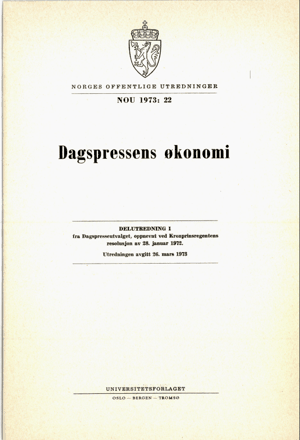 NORGES OFFENTLIGE UTREDNINGER
NOU 1973: 22
Dagspressens økonomi
DELUTREDNING 1
fra Dagspresseutvalget, oppnevnt ved Kronprinsregentens
resolusjon av 28. januar 1972.
Utredningen avgitt 26. mars 1973
UNIVERSITETSFORLAGET
OSLO – BERGEN – TROMSØ